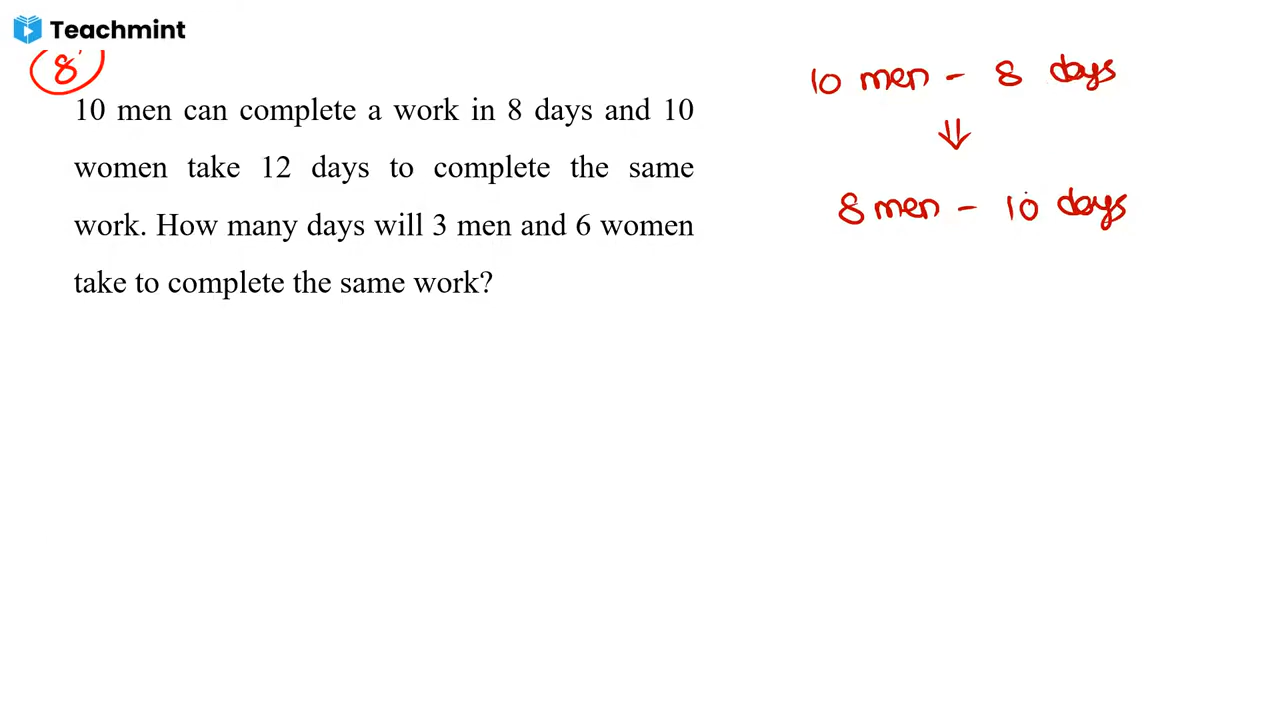 Teachmint
8
10 men can complete a work in 8 days and 10
women take 12 days to complete the same
work. How many days will 3 men and 6 women
take to complete the same work?
10 men - 8 days
8 men - 10 days